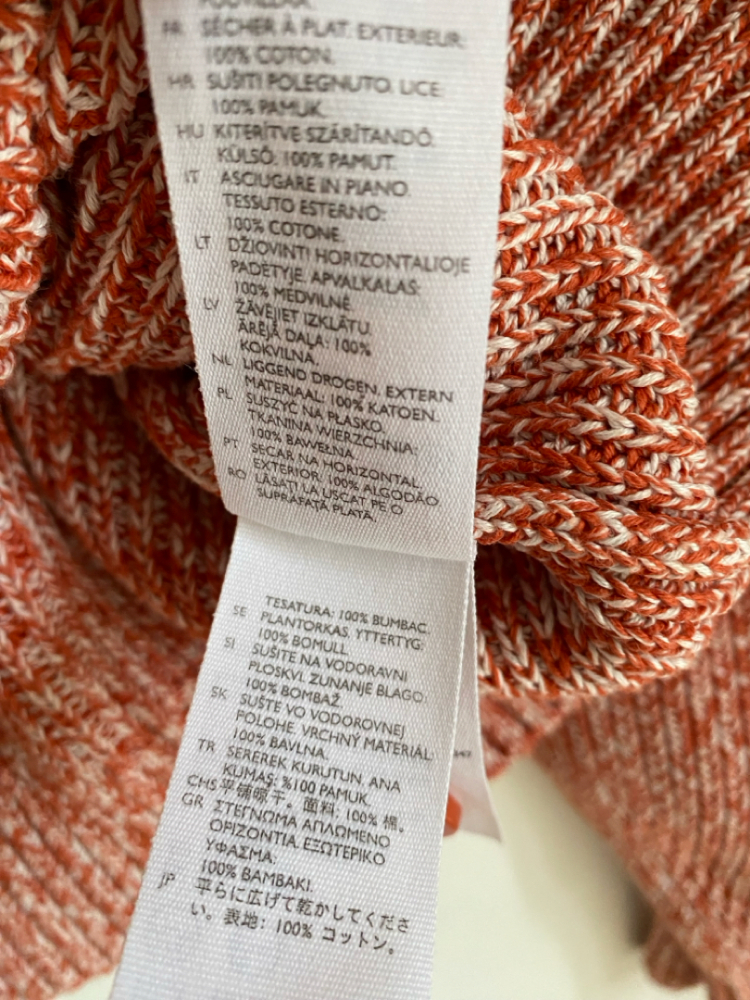 FR SÉCHER À PLAT. EXTERIEUR:
100% COTON.
HR SUŠITI POLEGNUTO. LICE:
100% PAMUK.
HU KITERÍTVE SZÁRÍTANDÓ.
KÜLSŐ: 100% PAMUT.
IT ASCIUGARE IN PIANO.
TESSUTO ESTERNO:
100% COTONE.
LT DŽIOVINTI HORIZONTALIOJE
PADĖTYJE. APVALKALAS:
100% MEDVILNĖ.
LV ŽĀVĒJIET IZKLĀTU.
ĀRĒJĀ DAĻA: 100%
KOKVILNA.
NL LIGGEND DROGEN. EXTERN
MATERIAAL: 100% KATOEN.
PL SUSZYĆ NA PŁASKO.
TKANINA WIERZCHNIA:
100% BAWEŁNA
PT SECAR NA HORIZONTAL.
EXTERIOR: 100% ALGODÃO
RO LĂSAȚI LA USCAT PE O
SUPRAFAȚĂ PLATĂ.
TESATURA: 100% BUMBAC.
SE PLANTORKAS. YTTERTYG:
100% BOMULL.
SI SUŠITE NA VODORAVNI
PLOSKVI. ZUNANJE BLAGO:
100% BOMBAŽ.
SK SUŠTE VO VODOROVNEJ
POLOHE. VRCHNÝ MATERIÁL:
100% BAVLNA.
TR SEREREK KURUTUN. ANA
KUMAŞ: %100 PAMUK.
CHS 平铺晾干。面料: 100% 棉。
GR ΣΤΕΓΝΩΜΑ ΑΠΛΩΜΕΝΟ
ΟΡΙΖΟΝΤΙΑ. ΕΞΩΤΕΡΙΚΟ
ΥΦΑΣΜΑ:
100% ΒΑΜΒΑΚΙ.
JP 平らに広げて乾かしてくださ
い。表地: 100% コットン。